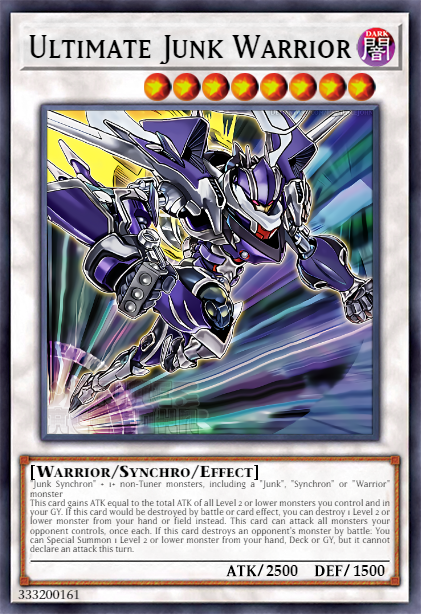 ULTIMATE JUNK WARRIOR
DARK
闇
[WARRIOR/SYNCHRO/EFFECT]
"Junk Synchron" + 1+ non-Tuner monsters, including a "Junk", "Synchron" or "Warrior"
monster
This card gains ATK equal to the total ATK of all Level 2 or lower monsters you control and in
your GY. If this card would be destroyed by battle or card effect, you can destroy 1 Level 2 or
lower monster from your hand or field instead. This card can attack all monsters your
opponent controls, once each. If this card destroys an opponent's monster by battle: You
can Special Summon 1 Level 2 or lower monster from your hand, Deck or GY, but it cannot
declare an attack this turn.
ATK/2500 DEF/1500
333200161